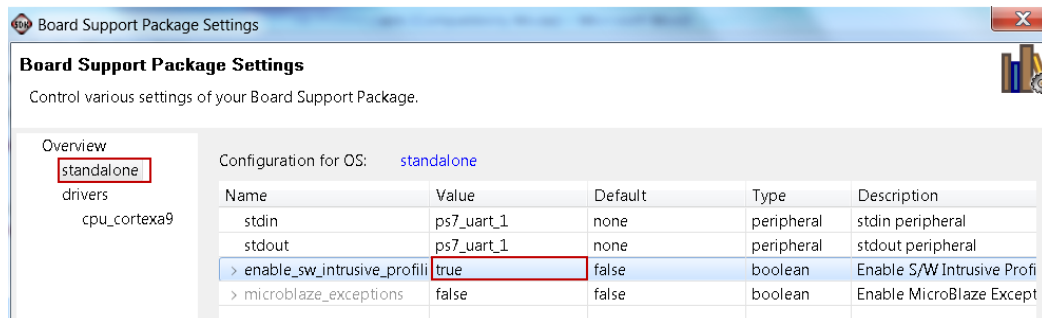 SDK Board Support Package Settings
Board Support Package Settings
Control various settings of your Board Support Package.
Overview
standalone
drivers
cpu_cortexa9
Configuration for OS: standalone
Name Value Default Type Description
stdin ps7_uart_1 none peripheral stdin peripheral
stdout ps7_uart_1 none peripheral stdout peripheral
> enable_sw_intrusive_profili true false boolean Enable S/W Intrusive Profi
> microblaze_exceptions false false boolean Enable MicroBlaze Except